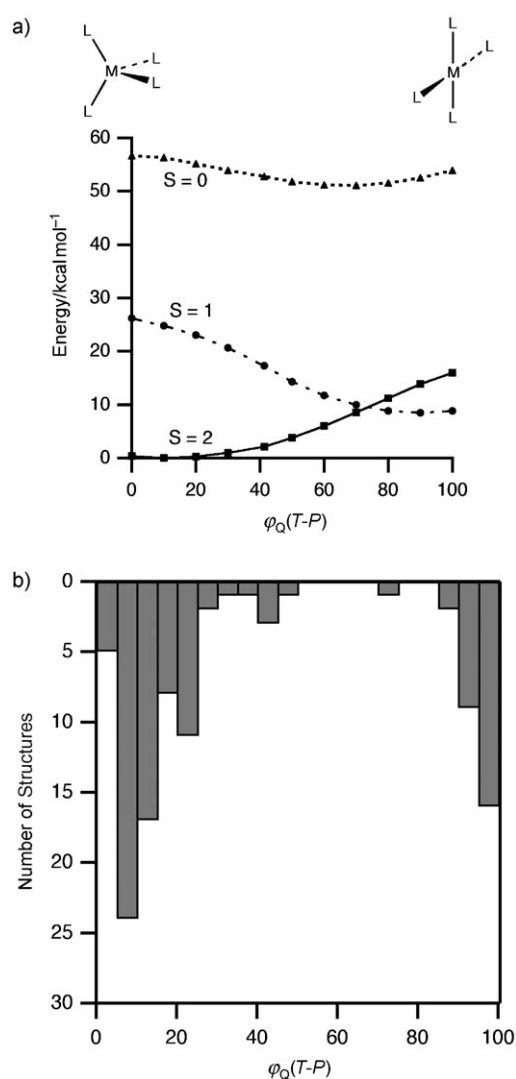 a)
L
L
M
L
L
L
L
M
L
L
60
50
40
30
20
10
0
Energy/kcal mol⁻¹
S = 0
S = 1
S = 2
0 20 40 60 80 100
φQ(T-P)
b)
0
5
10
15
20
25
30
Number of Structures
0 20 40 60 80 100
φQ(T-P)